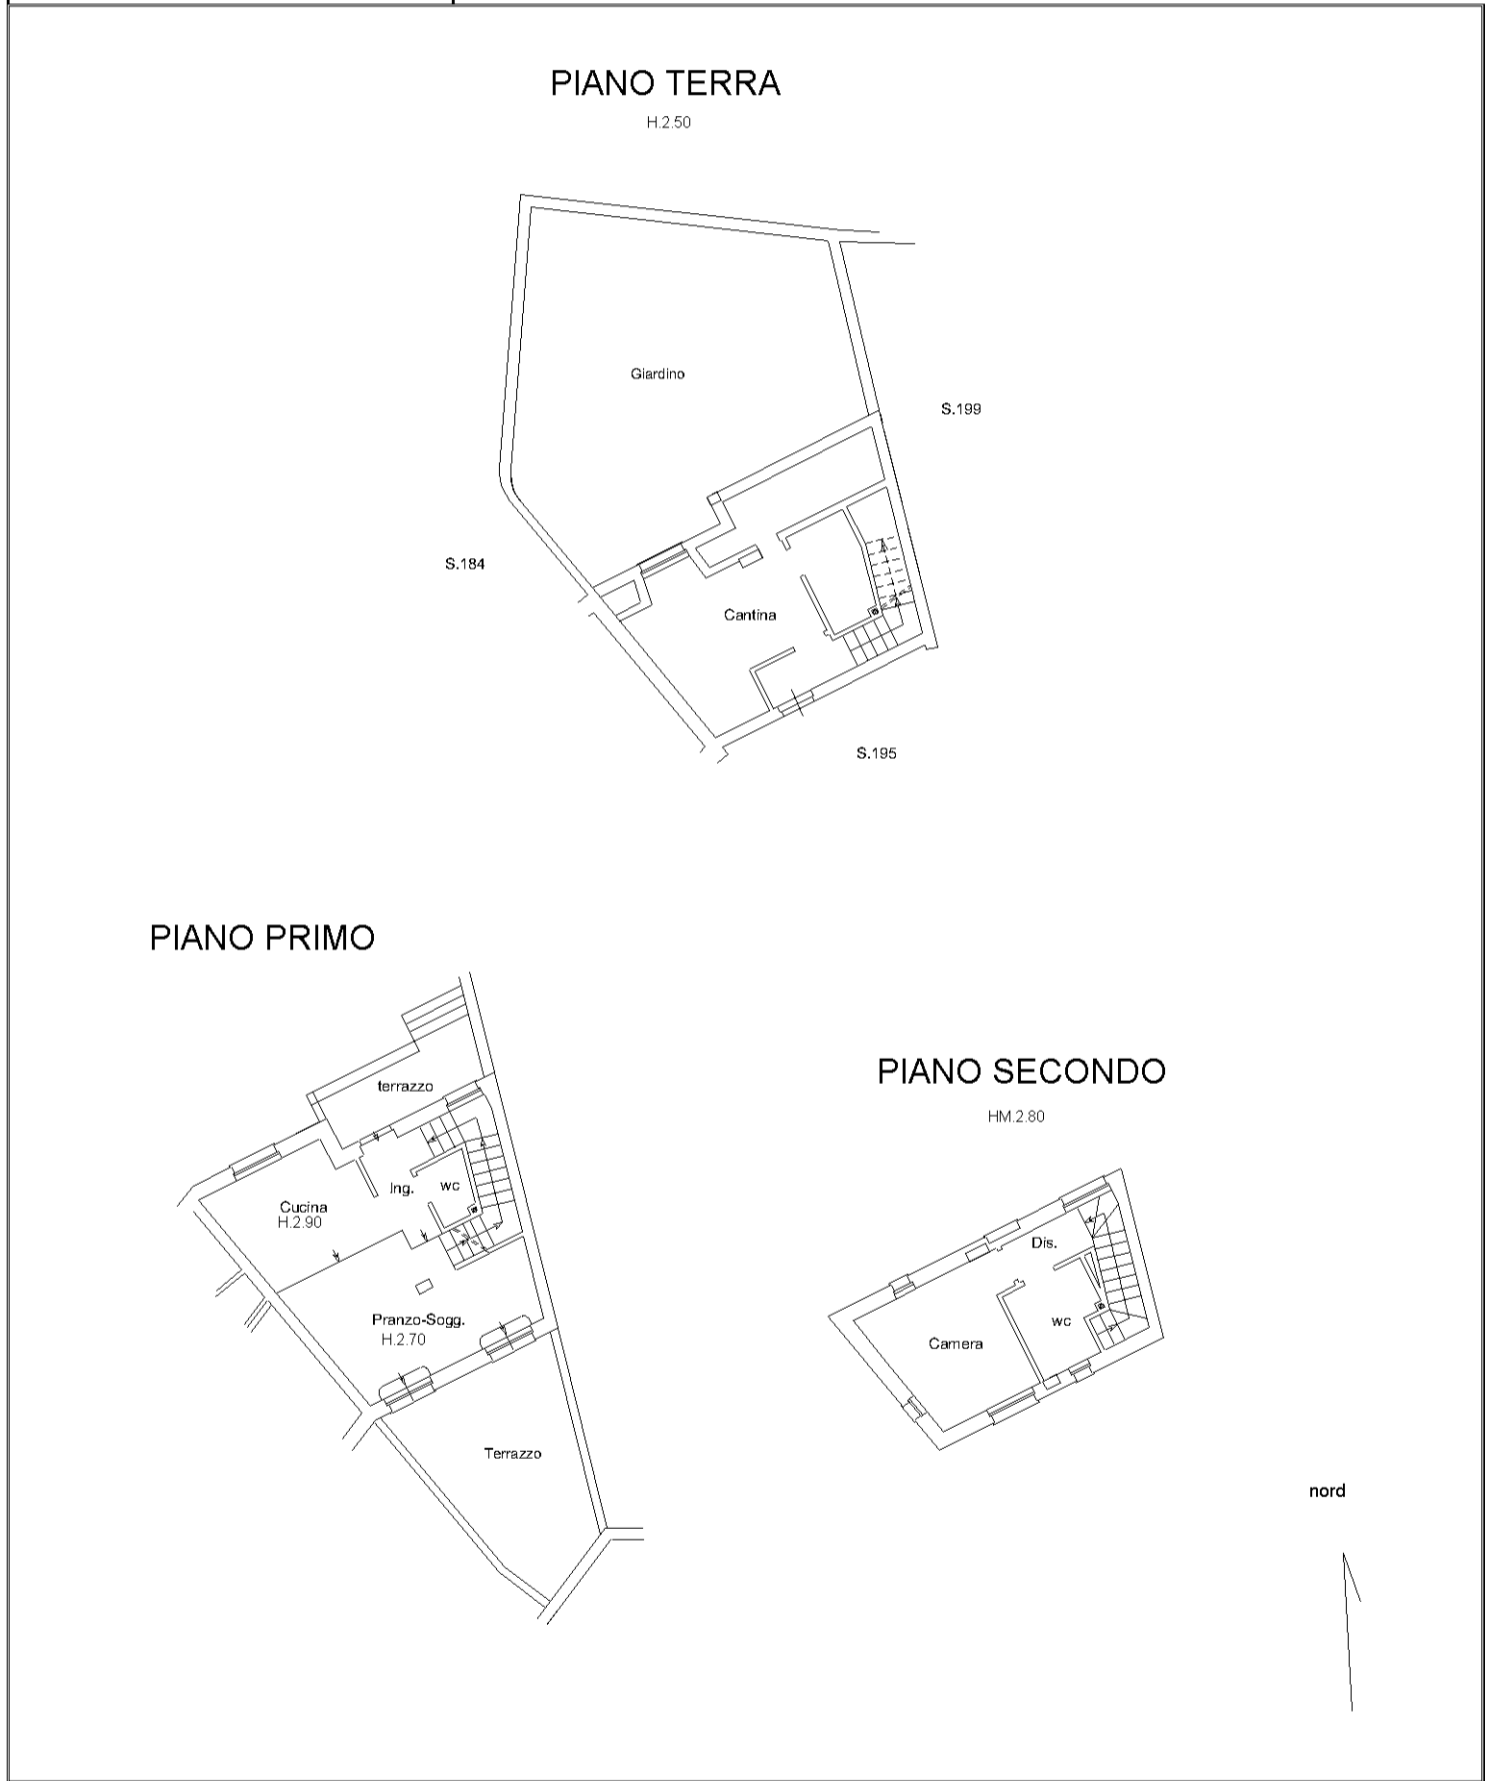 PIANO TERRA
H.2.50
Giardino
S.199
S.184
Cantina
S.195
PIANO PRIMO
terrazzo
Ing.
wc
Cucina
H.2.90
Pranzo-Sogg.
H.2.70
Terrazzo
PIANO SECONDO
HM.2.80
Dis.
wc
Camera
nord